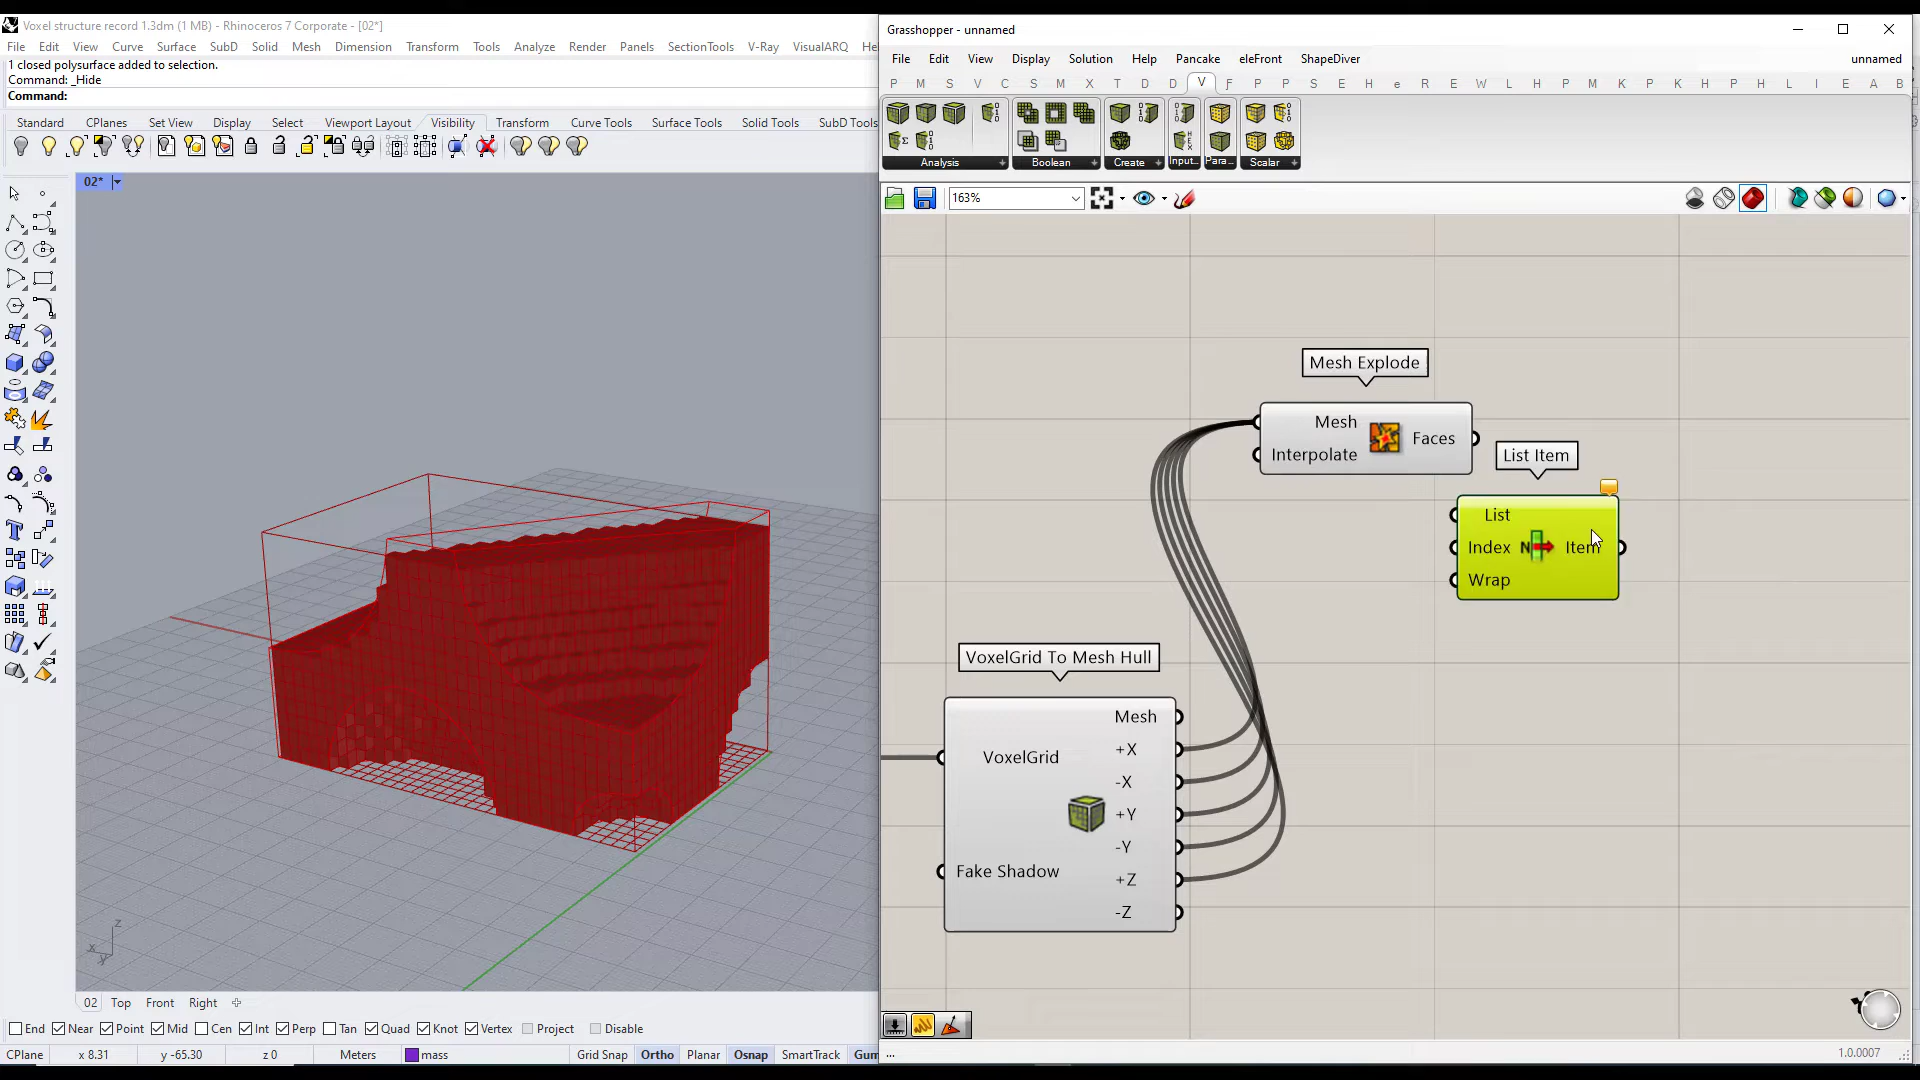 Voxel structure record 1.3dm (1 MB) - Rhinoceros 7 Corporate - [02*]
File Edit View Curve Surface SubD Solid Mesh Dimension Transform Tools Analyze Render Panels SectionTools V-Ray VisualARQ He
1 closed polysurface added to selection.
Command: _Hide
Command:
Standard CPlanes Set View Display Select Viewport Layout Visibility Transform Curve Tools Surface Tools Solid Tools SubD Tools
02*
z
x
y
02 Top Front Right
End Near Point Mid Cen Int Perp Tan Quad Knot Vertex Project Disable
CPlane x 8.31 y -65.30 z 0 Meters mass Grid Snap Ortho Planar Osnap SmartTrack Gum
Grasshopper - unnamed
File Edit View Display Solution Help Pancake eleFront ShapeDiver unnamed
P M S V C M X T D D V F P P S E H e R E W L H P M K P K H P H L I E A B
Analysis Boolean Create Input... Para... Scalar
163%
Mesh Explode
Mesh
Interpolate
Faces
List Item
List
Index
Wrap
N
Item
VoxelGrid To Mesh Hull
VoxelGrid
Fake Shadow
Mesh
+X
-X
+Y
-Y
+Z
-Z
...
1.0.0007